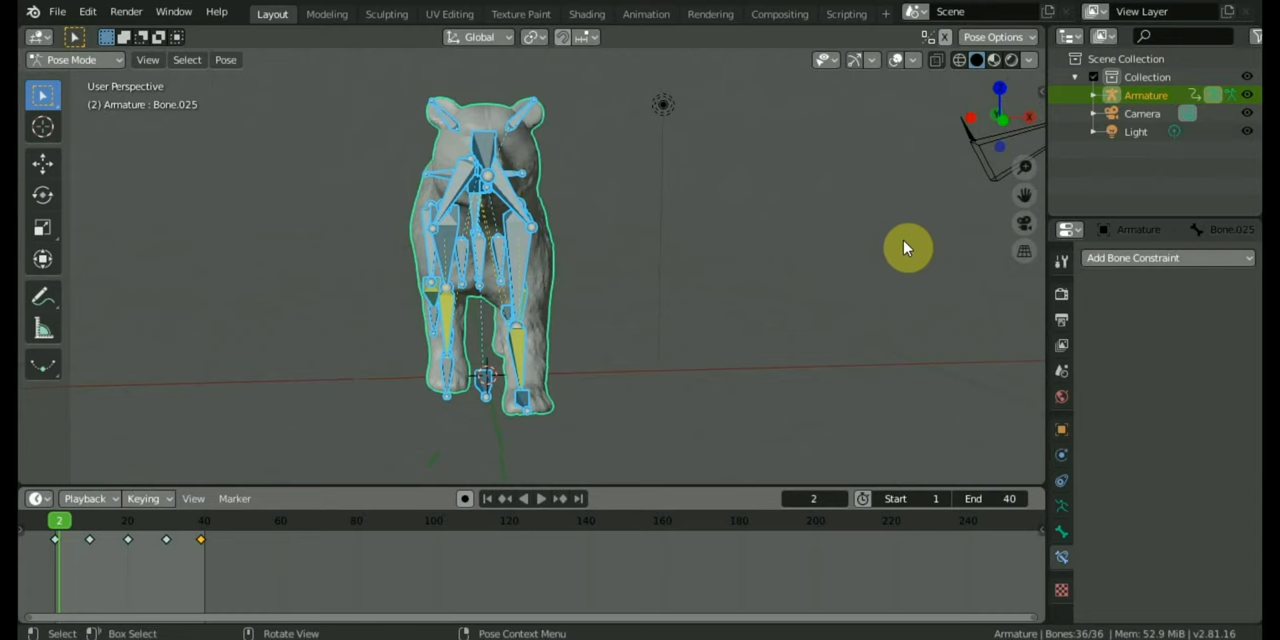 File Edit Render Window Help Layout Modeling Sculpting UV Editing Texture Paint Shading Animation Rendering Compositing Scripting + Scene View Layer
Global X Pose Options
Pose Mode View Select Pose
User Perspective
(2) Armature : Bone.025
X
Scene Collection
Collection
Armature
Camera
Light
Armature Bone.025
Add Bone Constraint
Playback Keying View Marker 2 Start 1 End 40
2 20 40 60 80 100 120 140 160 180 200 220 240
Select Box Select Rotate View Pose Context Menu Armature | Bones:36/36 | Mem: 52.9 MiB | v2.81.16